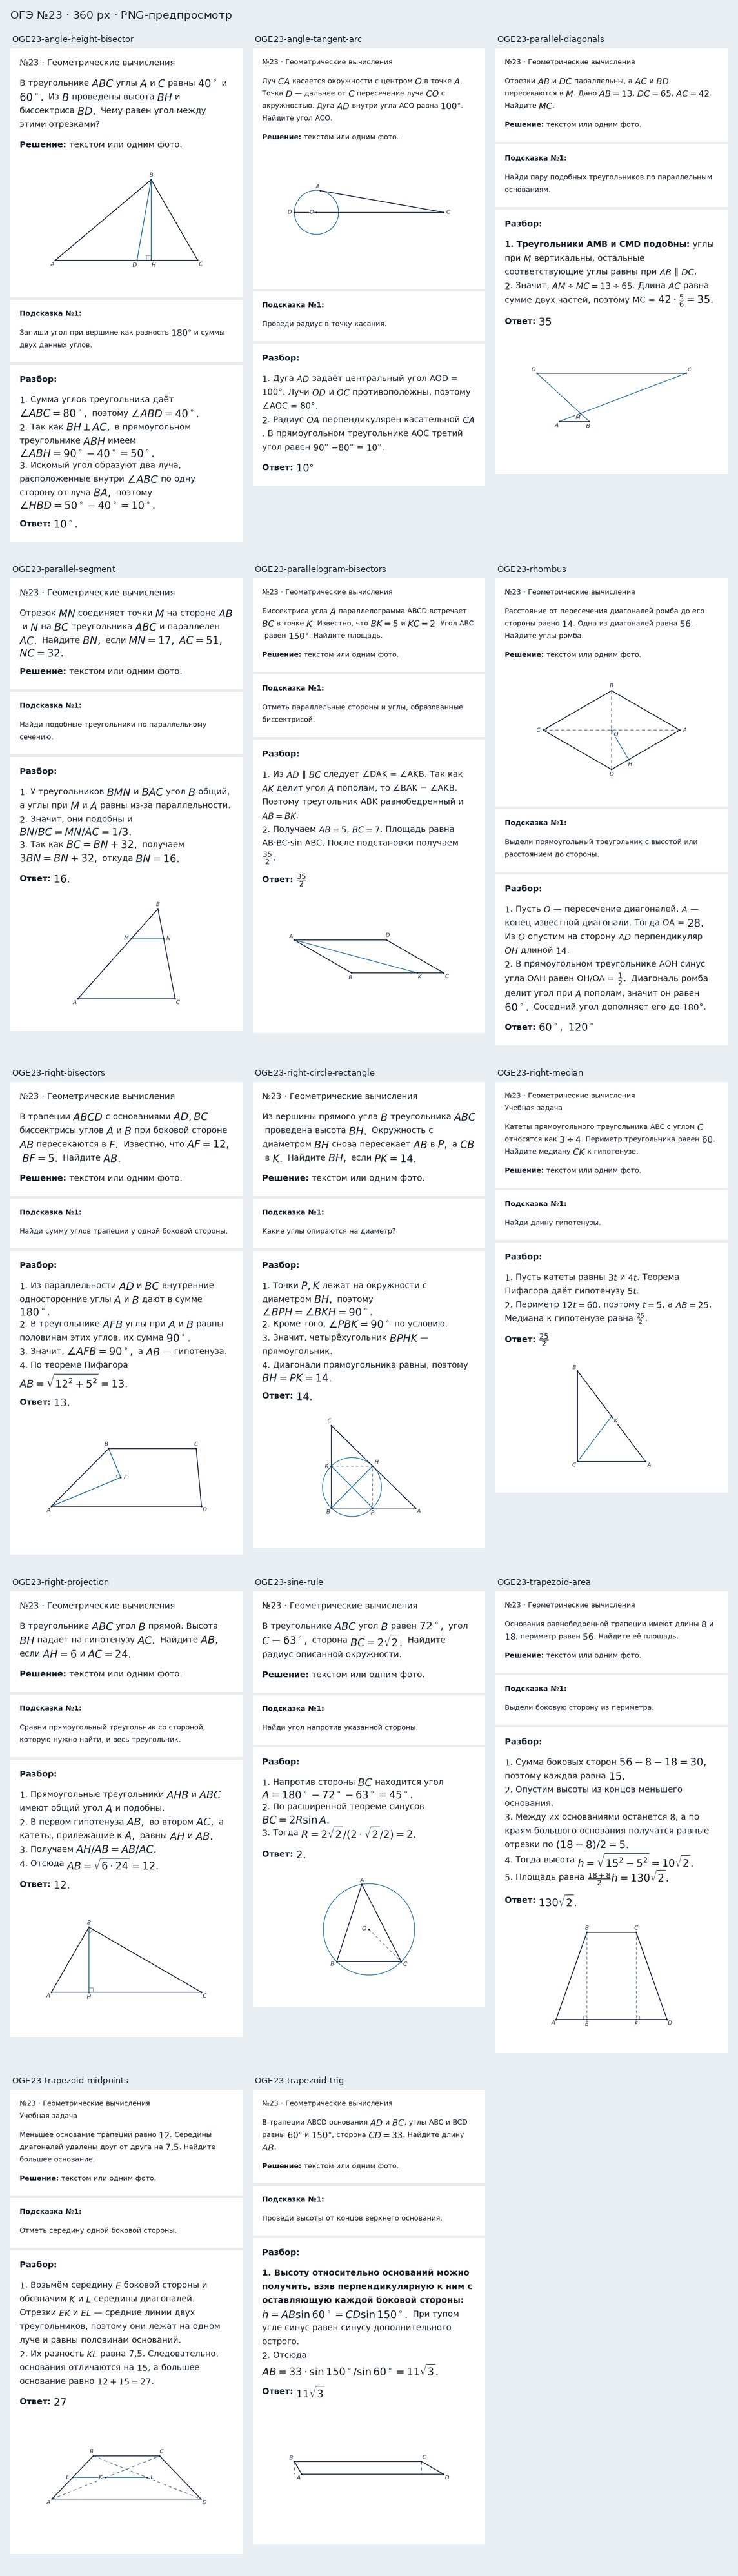 ОГЭ №23 · 360 px · PNG-предпросмотр
OGE23-angle-height-bisector
№23 · Геометрические вычисления
В треугольнике ABC углы A и C равны 40° и
60°. Из B проведены высота BH и
биссектриса BD. Чему равен угол между
этими отрезками?
Решение: текстом или одним фото.
B
A
D
H
C
Подсказка №1:
Запиши угол при вершине как разность 180° и суммы
двух данных углов.
Разбор:
1. Сумма углов треугольника даёт
∠ABC = 80°, поэтому ∠ABD = 40°.
2. Так как BH ⊥ AC, в прямоугольном
треугольнике ABH имеем
∠ABH = 90° − 40° = 50°.
3. Искомый угол образуют два луча,
расположенные внутри ∠ABC по одну
сторону от луча BA, поэтому
∠HBD = 50° − 40° = 10°.
Ответ: 10°.
OGE23-angle-tangent-arc
№23 · Геометрические вычисления
Луч CA касается окружности с центром O в точке A.
Точка D — дальнее от C пересечение луча CO с
окружностью. Дуга AD внутри угла ACO равна 100°.
Найдите угол ACO.
Решение: текстом или одним фото.
A
D
O
C
Подсказка №1:
Проведи радиус в точку касания.
Разбор:
1. Дуга AD задаёт центральный угол AOD =
100°. Лучи OD и OC противоположны, поэтому
∠AOC = 80°.
2. Радиус OA перпендикулярен касательной CA
. В прямоугольном треугольнике AOC третий
угол равен 90° −80° = 10°.
Ответ: 10°
OGE23-parallel-diagonals
№23 · Геометрические вычисления
Отрезки AB и DC параллельны, а AC и BD
пересекаются в M. Дано AB = 13, DC = 65, AC = 42.
Найдите MC.
Решение: текстом или одним фото.
Подсказка №1:
Найди пару подобных треугольников по параллельным
основаниям.
Разбор:
1. Треугольники AMB и CMD подобны: углы
при M вертикальны, остальные
соответствующие углы равны при AB ∥ DC.
2. Значит, AM ÷ MC = 13 ÷ 65. Длина AC равна
сумме двух частей, поэтому MC = 42 · 5/6 = 35.
Ответ: 35
D
C
M
A
B
OGE23-parallel-segment
№23 · Геометрические вычисления
Отрезок MN соединяет точки M на стороне AB
и N на BC треугольника ABC и параллелен
AC. Найдите BN, если MN = 17, AC = 51,
NC = 32.
Решение: текстом или одним фото.
Подсказка №1:
Найди подобные треугольники по параллельному
сечению.
Разбор:
1. У треугольников BMN и BAC угол B общий,
а углы при M и A равны из-за параллельности.
2. Значит, они подобны и
BN/BC = MN/AC = 1/3.
3. Так как BC = BN + 32, получаем
3BN = BN + 32, откуда BN = 16.
Ответ: 16.
B
M
N
A
C
OGE23-parallelogram-bisectors
№23 · Геометрические вычисления
Биссектриса угла A параллелограмма ABCD встречает
BC в точке K. Известно, что BK = 5 и KC = 2. Угол ABC
равен 150°. Найдите площадь.
Решение: текстом или одним фото.
Подсказка №1:
Отметь параллельные стороны и углы, образованные
биссектрисой.
Разбор:
1. Из AD ∥ BC следует ∠DAK = ∠AKB. Так как
AK делит угол A пополам, то ∠BAK = ∠AKB.
Поэтому треугольник ABK равнобедренный и
AB = BK.
2. Получаем AB = 5, BC = 7. Площадь равна
AB·BC·sin ABC. После подстановки получаем
35/2.
Ответ: 35/2
A
D
B
K
C
OGE23-rhombus
№23 · Геометрические вычисления
Расстояние от пересечения диагоналей ромба до его
стороны равно 14. Одна из диагоналей равна 56.
Найдите углы ромба.
Решение: текстом или одним фото.
B
C
O
A
H
D
Подсказка №1:
Выдели прямоугольный треугольник с высотой или
расстоянием до стороны.
Разбор:
1. Пусть O — пересечение диагоналей, A —
конец известной диагонали. Тогда OA = 28.
Из O опустим на сторону AD перпендикуляр
OH длиной 14.
2. В прямоугольном треугольнике AOH синус
угла OAH равен OH/OA = 1/2. Диагональ ромба
делит угол при A пополам, значит он равен
60°. Соседний угол дополняет его до 180°.
Ответ: 60°, 120°
OGE23-right-bisectors
№23 · Геометрические вычисления
В трапеции ABCD с основаниями AD, BC
биссектрисы углов A и B при боковой стороне
AB пересекаются в F. Известно, что AF = 12,
BF = 5. Найдите AB.
Решение: текстом или одним фото.
Подсказка №1:
Найди сумму углов трапеции у одной боковой стороны.
Разбор:
1. Из параллельности AD и BC внутренние
односторонние углы A и B дают в сумме
180°.
2. В треугольнике AFB углы при A и B равны
половинам этих углов, их сумма 90°.
3. Значит, ∠AFB = 90°, а AB — гипотенуза.
4. По теореме Пифагора
AB = √(12² + 5²) = 13.
Ответ: 13.
B
C
F
A
D
OGE23-right-circle-rectangle
№23 · Геометрические вычисления
Из вершины прямого угла B треугольника ABC
проведена высота BH. Окружность с
диаметром BH снова пересекает AB в P, а CB
в K. Найдите BH, если PK = 14.
Решение: текстом или одним фото.
Подсказка №1:
Какие углы опираются на диаметр?
Разбор:
1. Точки P, K лежат на окружности с
диаметром BH, поэтому
∠BPH = ∠BKH = 90°.
2. Кроме того, ∠PBK = 90° по условию.
3. Значит, четырёхугольник BPHK —
прямоугольник.
4. Диагонали прямоугольника равны, поэтому
BH = PK = 14.
Ответ: 14.
C
K
H
B
P
A
OGE23-right-median
№23 · Геометрические вычисления
Учебная задача
Катеты прямоугольного треугольника ABC с углом C
относятся как 3 ÷ 4. Периметр треугольника равен 60.
Найдите медиану CK к гипотенузе.
Решение: текстом или одним фото.
Подсказка №1:
Найди длину гипотенузы.
Разбор:
1. Пусть катеты равны 3t и 4t. Теорема
Пифагора даёт гипотенузу 5t.
2. Периметр 12t = 60, поэтому t = 5, а AB = 25.
Медиана к гипотенузе равна 25/2.
Ответ: 25/2
B
K
C
A
OGE23-right-projection
№23 · Геометрические вычисления
В треугольнике ABC угол B прямой. Высота
BH падает на гипотенузу AC. Найдите AB,
если AH = 6 и AC = 24.
Решение: текстом или одним фото.
Подсказка №1:
Сравни прямоугольный треугольник со стороной,
которую нужно найти, и весь треугольник.
Разбор:
1. Прямоугольные треугольники AHB и ABC
имеют общий угол A и подобны.
2. В первом гипотенуза AB, во втором AC, а
катеты, прилежащие к A, равны AH и AB.
3. Получаем AH/AB = AB/AC.
4. Отсюда AB = √(6 · 24) = 12.
Ответ: 12.
B
A
H
C
OGE23-sine-rule
№23 · Геометрические вычисления
В треугольнике ABC угол B равен 72°, угол
C — 63°, сторона BC = 2√2. Найдите
радиус описанной окружности.
Решение: текстом или одним фото.
Подсказка №1:
Найди угол напротив указанной стороны.
Разбор:
1. Напротив стороны BC находится угол
A = 180° − 72° − 63° = 45°.
2. По расширенной теореме синусов
BC = 2R sin A.
3. Тогда R = 2√2/(2 · √2/2) = 2.
Ответ: 2.
A
O
B
C
OGE23-trapezoid-area
№23 · Геометрические вычисления
Основания равнобедренной трапеции имеют длины 8 и
18, периметр равен 56. Найдите её площадь.
Решение: текстом или одним фото.
Подсказка №1:
Выдели боковую сторону из периметра.
Разбор:
1. Сумма боковых сторон 56 − 8 − 18 = 30,
поэтому каждая равна 15.
2. Опустим высоты из концов меньшего
основания.
3. Между их основаниями останется 8, а по
краям большого основания получатся равные
отрезки по (18 − 8)/2 = 5.
4. Тогда высота h = √(15² − 5²) = 10√2.
5. Площадь равна (18+8)/2 h = 130√2.
Ответ: 130√2.
B
C
A
E
F
D
OGE23-trapezoid-midpoints
№23 · Геометрические вычисления
Учебная задача
Меньшее основание трапеции равно 12. Середины
диагоналей удалены друг от друга на 7,5. Найдите
большее основание.
Решение: текстом или одним фото.
Подсказка №1:
Отметь середину одной боковой стороны.
Разбор:
1. Возьмём середину E боковой стороны и
обозначим K и L середины диагоналей.
Отрезки EK и EL — средние линии двух
треугольников, поэтому они лежат на одном
луче и равны половинам оснований.
2. Их разность KL равна 7,5. Следовательно,
основания отличаются на 15, а большее
основание равно 12 + 15 = 27.
Ответ: 27
B
C
E
K
L
A
D
OGE23-trapezoid-trig
№23 · Геометрические вычисления
В трапеции ABCD основания AD и BC, углы ABC и BCD
равны 60° и 150°, сторона CD = 33. Найдите длину
AB.
Решение: текстом или одним фото.
Подсказка №1:
Проведи высоты от концов верхнего основания.
Разбор:
1. Высоту относительно оснований можно
получить, взяв перпендикулярную к ним с
оставляющую каждой боковой стороны:
h = AB sin 60° = CD sin 150°. При тупом
угле синус равен синусу дополнительного
острого.
2. Отсюда
AB = 33 · sin 150°/sin 60° = 11√3.
Ответ: 11√3
B
C
A
D